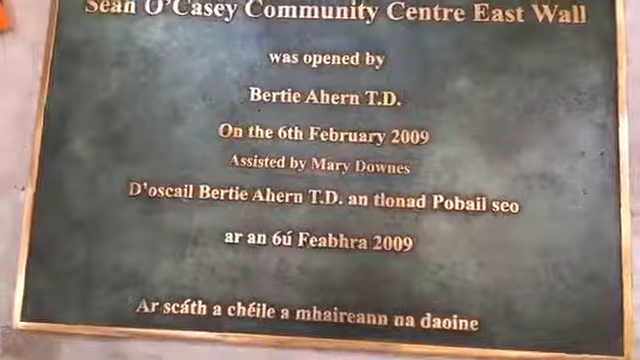 Seán O'Casey Community Centre East Wall
was opened by
Bertie Ahern T.D.
On the 6th February 2009
Assisted by Mary Downes
D'oscail Bertie Ahern T.D. an tIonad Pobail seo
ar an 6ú Feabhra 2009
Ar scáth a chéile a mhaireann na daoine